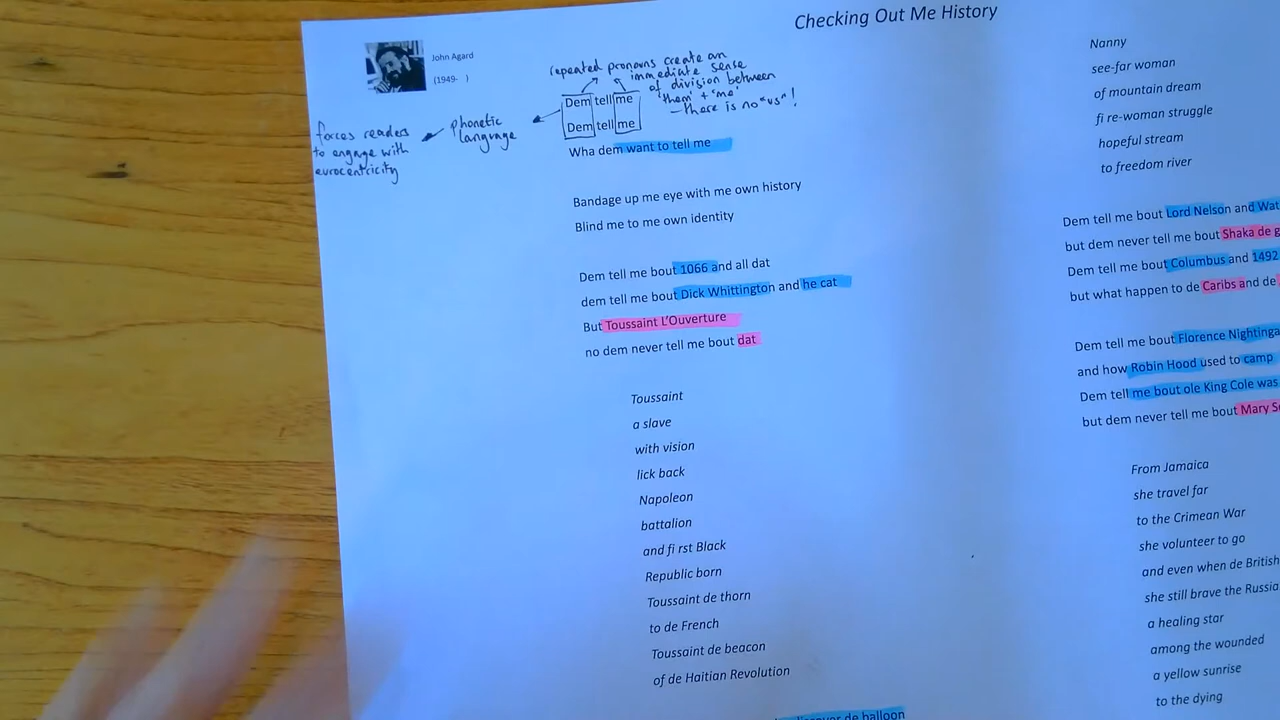 Checking Out Me History
John Agard
(1949- )
repeated pronouns create an
immediate sense
of division between
'them' + 'me'
– there is no "us"!
phonetic
language
forces readers
to engage with
eurocentricity
Dem tell me
Dem tell me
Wha dem want to tell me
Bandage up me eye with me own history
Blind me to me own identity
Dem tell me bout 1066 and all dat
dem tell me bout Dick Whittington and he cat
But Toussaint L'Ouverture
no dem never tell me bout dat
Toussaint
a slave
with vision
lick back
Napoleon
battalion
and fi rst Black
Republic born
Toussaint de thorn
to de French
Toussaint de beacon
of de Haitian Revolution
de balloon
Nanny
see-far woman
of mountain dream
fi re-woman struggle
hopeful stream
to freedom river
Dem tell me bout Lord Nelson and
but dem never tell me bout Shaka de
Dem tell me bout Columbus and 1492
but what happen to de Caribs and de
Dem tell me bout Florence
and how Robin Hood used to camp
Dem tell me bout ole King Cole was
but dem never tell me bout Mary
From Jamaica
she travel far
to the Crimean War
she volunteer to go
and even when de British
she still brave the
a healing star
among the wounded
a yellow sunrise
to the dying